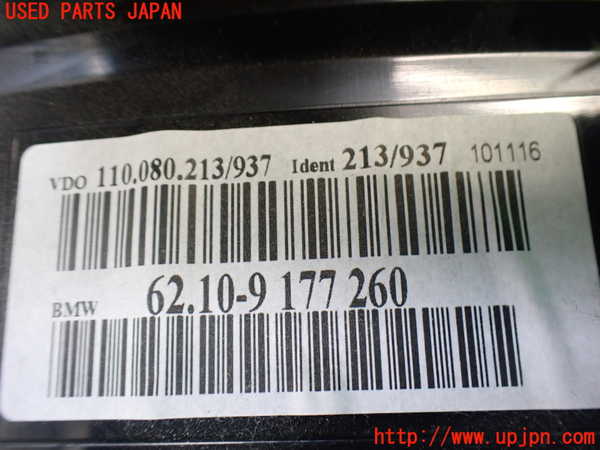 USED PARTS JAPAN
VDO 110.080.213/937 Ident 213/937 101116
BMW 62.10-9 177 260
http://www.upjpn.com/